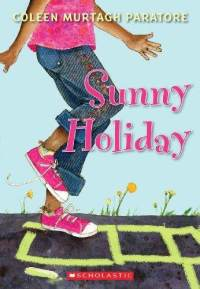 COLEEN MURTAGH PARATORE
Sunny
Holiday
SCHOLASTIC